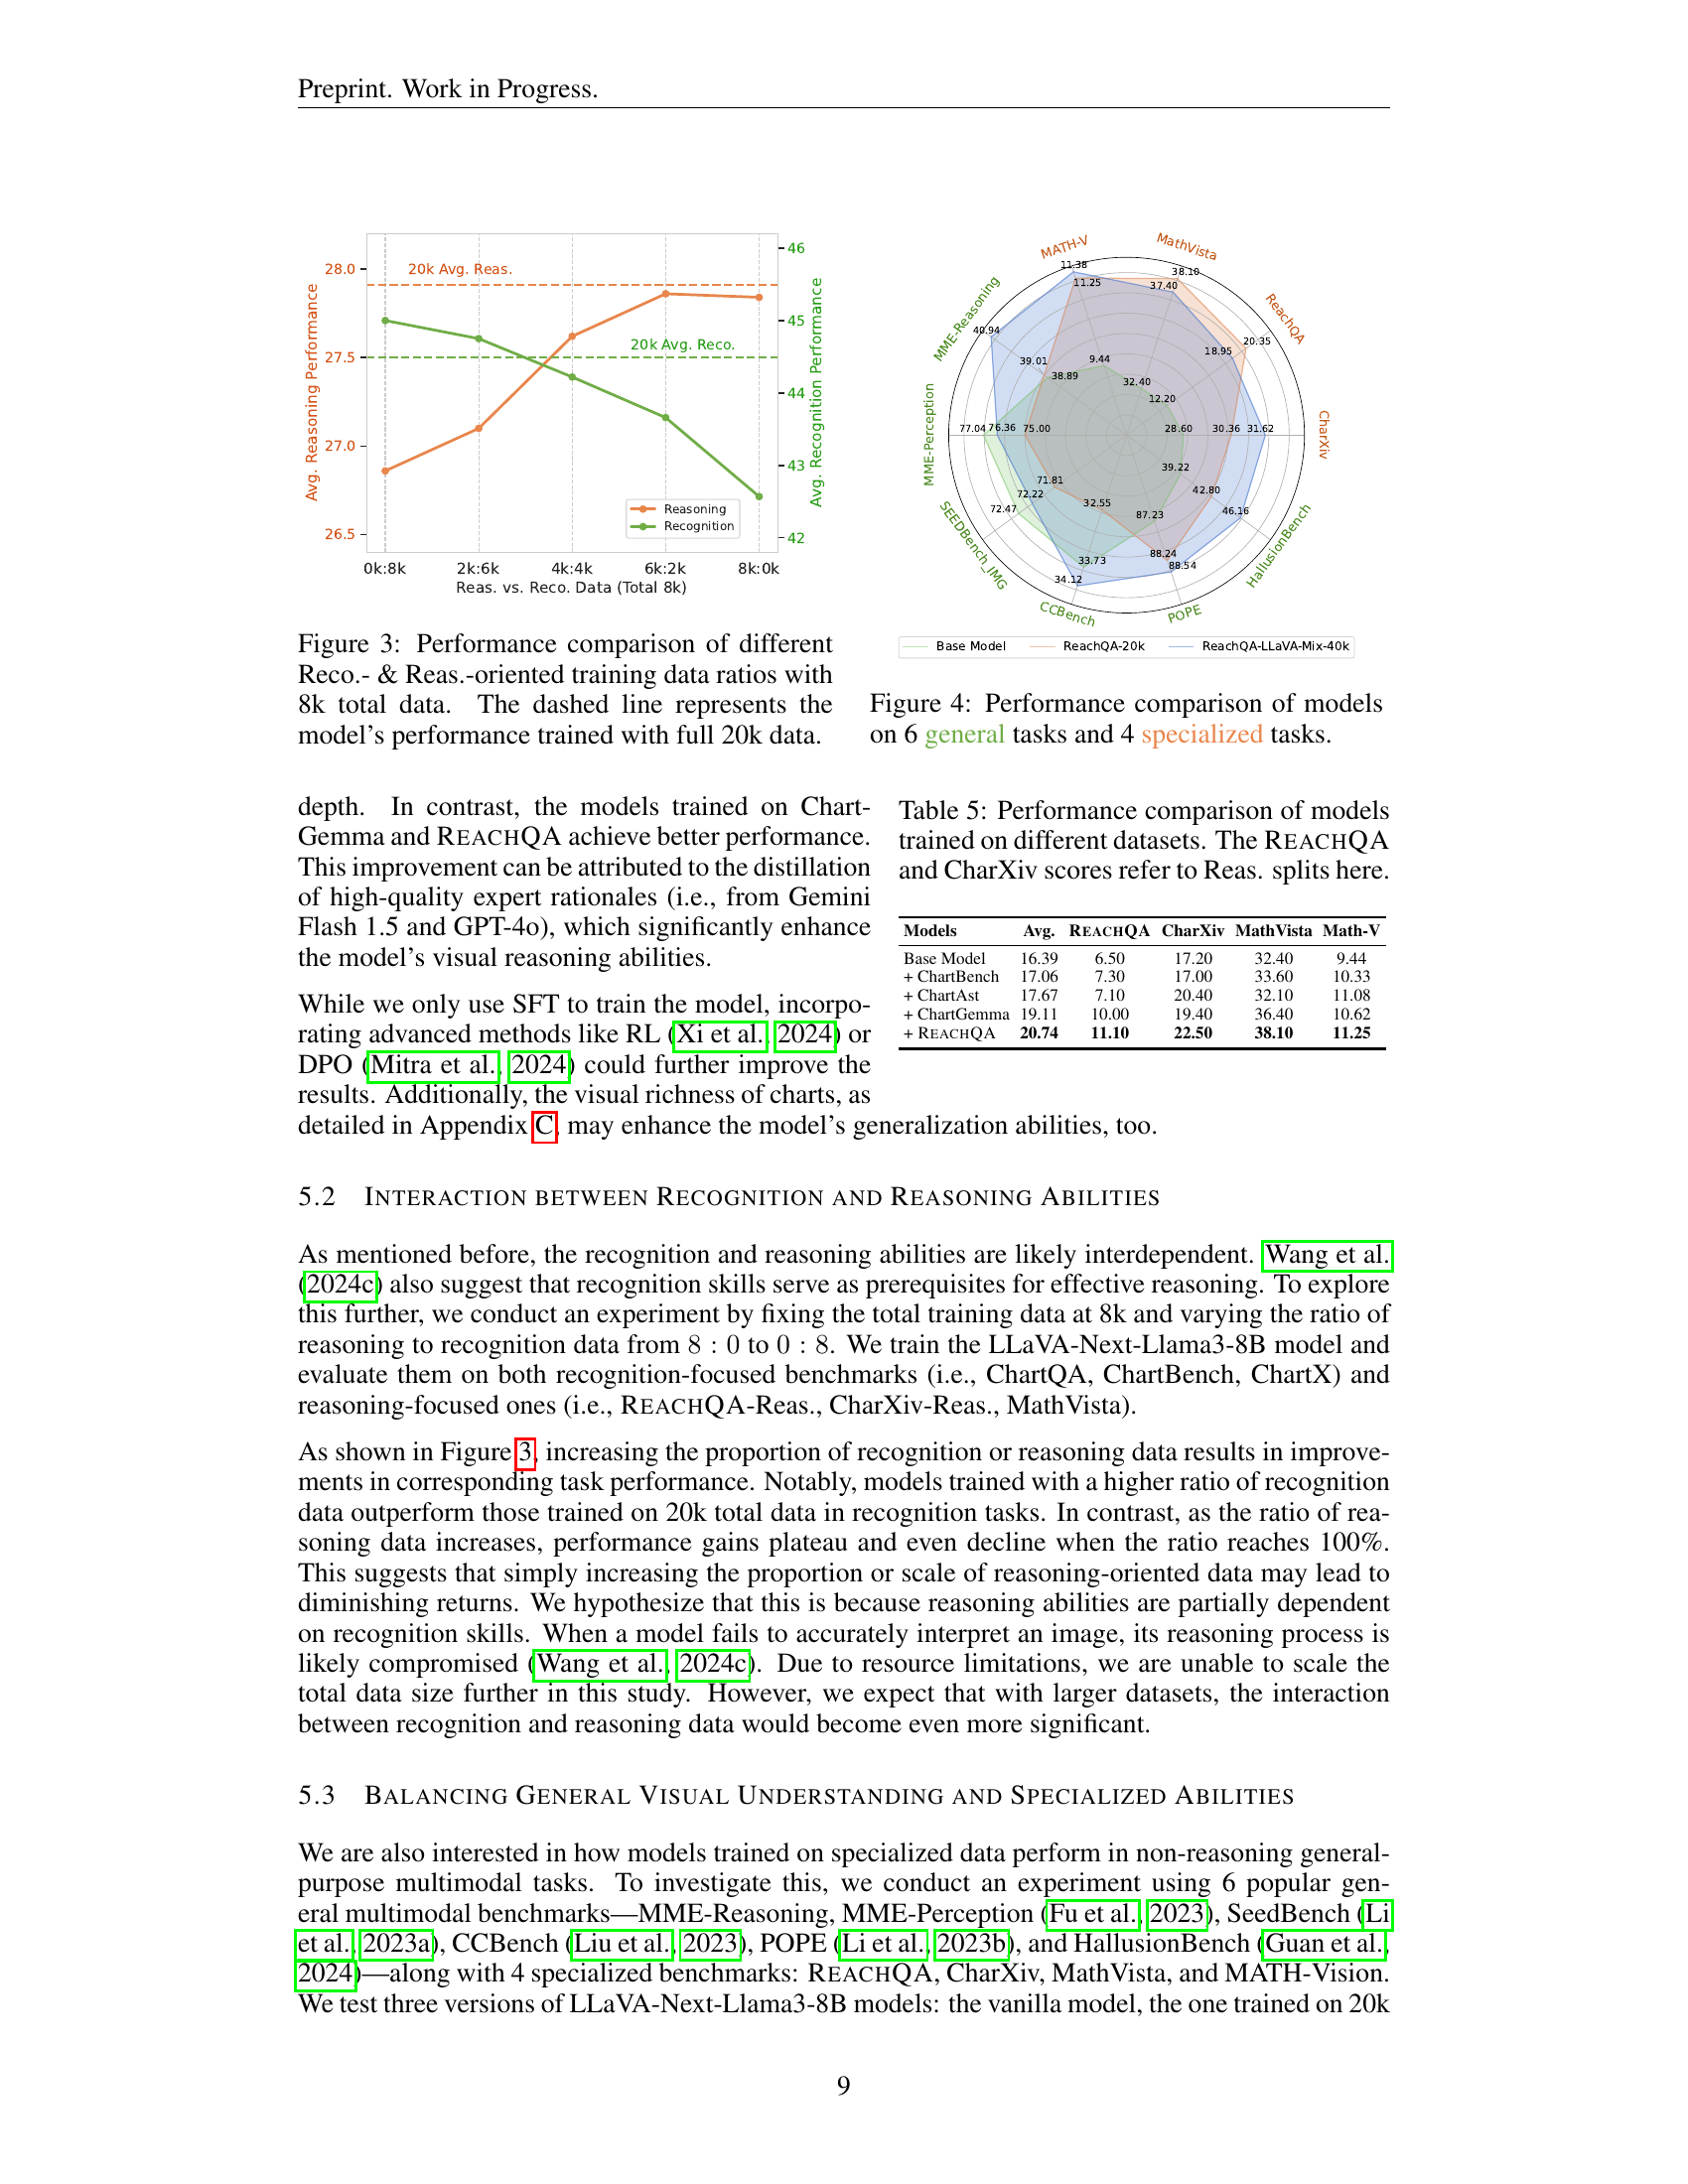 Preprint. Work in Progress.
28.0
27.5
27.0
26.5
Avg. Reasoning Performance
20k Avg. Reas.
20k Avg. Reco.
46
45
44
43
42
Avg. Recognition Performance
Reasoning
Recognition
0k:8k 2k:6k 4k:4k 6k:2k 8k:0k
Reas. vs. Reco. Data (Total 8k)
Figure 3: Performance comparison of different
Reco.- & Reas.-oriented training data ratios with
8k total data. The dashed line represents the
model's performance trained with full 20k data.
MATH-V
MathVista
ReachQA
CharXiv
HallusionBench
POPE
CCBench
SEEDBench_IMG
MME-Perception
MME-Reasoning
11.38
11.25
38.10
37.40
40.94
39.01
38.89
9.44
32.40
12.20
18.95
20.35
77.04 76.36 75.00
28.60 30.36 31.62
39.22
42.80
46.16
71.81
72.22
72.47
32.55
87.23
33.73
34.12
88.24
88.54
Base Model ReachQA-20k ReachQA-LLaVA-Mix-40k
Figure 4: Performance comparison of models
on 6 general tasks and 4 specialized tasks.
depth. In contrast, the models trained on Chart-
Gemma and REACHQA achieve better performance.
This improvement can be attributed to the distillation
of high-quality expert rationales (i.e., from Gemini
Flash 1.5 and GPT-4o), which significantly enhance
the model's visual reasoning abilities.
While we only use SFT to train the model, incorpo-
rating advanced methods like RL (Xi et al., 2024) or
DPO (Mitra et al., 2024) could further improve the
results. Additionally, the visual richness of charts, as
detailed in Appendix C, may enhance the model's generalization abilities, too.
Table 5: Performance comparison of models
trained on different datasets. The REACHQA
and CharXiv scores refer to Reas. splits here.
Models Avg. REACHQA CharXiv MathVista Math-V
Base Model 16.39 6.50 17.20 32.40 9.44
+ ChartBench 17.06 7.30 17.00 33.60 10.33
+ ChartAst 17.67 7.10 20.40 32.10 11.08
+ ChartGemma 19.11 10.00 19.40 36.40 10.62
+ REACHQA 20.74 11.10 22.50 38.10 11.25
5.2 INTERACTION BETWEEN RECOGNITION AND REASONING ABILITIES
As mentioned before, the recognition and reasoning abilities are likely interdependent. Wang et al.
(2024c) also suggest that recognition skills serve as prerequisites for effective reasoning. To explore
this further, we conduct an experiment by fixing the total training data at 8k and varying the ratio of
reasoning to recognition data from 8 : 0 to 0 : 8. We train the LLaVA-Next-Llama3-8B model and
evaluate them on both recognition-focused benchmarks (i.e., ChartQA, ChartBench, ChartX) and
reasoning-focused ones (i.e., REACHQA-Reas., CharXiv-Reas., MathVista).
As shown in Figure 3, increasing the proportion of recognition or reasoning data results in improve-
ments in corresponding task performance. Notably, models trained with a higher ratio of recognition
data outperform those trained on 20k total data in recognition tasks. In contrast, as the ratio of rea-
soning data increases, performance gains plateau and even decline when the ratio reaches 100%.
This suggests that simply increasing the proportion or scale of reasoning-oriented data may lead to
diminishing returns. We hypothesize that this is because reasoning abilities are partially dependent
on recognition skills. When a model fails to accurately interpret an image, its reasoning process is
likely compromised (Wang et al., 2024c). Due to resource limitations, we are unable to scale the
total data size further in this study. However, we expect that with larger datasets, the interaction
between recognition and reasoning data would become even more significant.
5.3 BALANCING GENERAL VISUAL UNDERSTANDING AND SPECIALIZED ABILITIES
We are also interested in how models trained on specialized data perform in non-reasoning general-
purpose multimodal tasks. To investigate this, we conduct an experiment using 6 popular gen-
eral multimodal benchmarks—MME-Reasoning, MME-Perception (Fu et al., 2023), SeedBench (Li
et al., 2023a), CCBench (Liu et al., 2023), POPE (Li et al., 2023b), and HallusionBench (Guan et al.,
2024)—along with 4 specialized benchmarks: REACHQA, CharXiv, MathVista, and MATH-Vision.
We test three versions of LLaVA-Next-Llama3-8B models: the vanilla model, the one trained on 20k
9